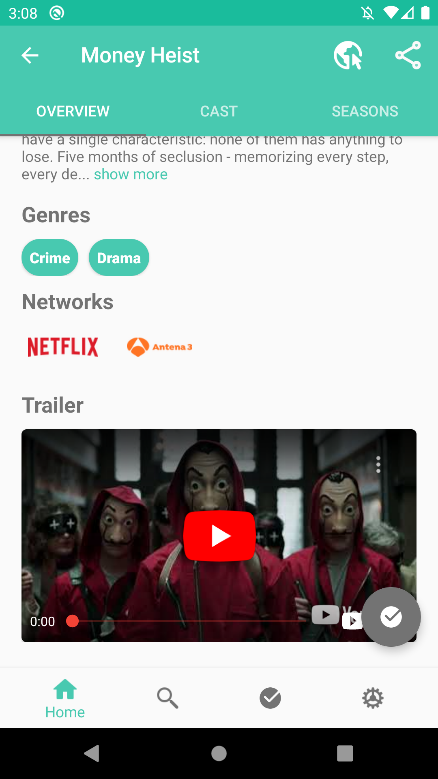 3:08
Money Heist
OVERVIEW
CAST
SEASONS
have a single characteristic: none of them has anything to
lose. Five months of seclusion - memorizing every step,
every de... show more
Genres
Crime
Drama
Networks
NETFLIX
Antena 3
Trailer
0:00
Home